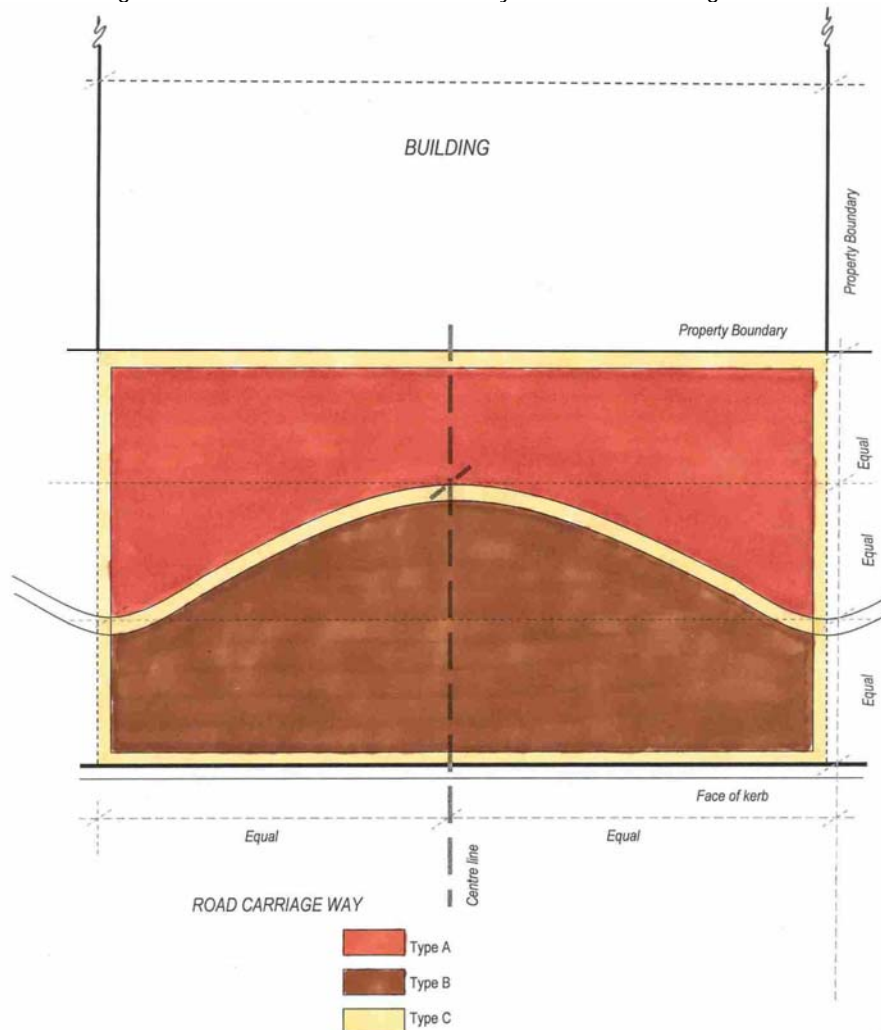 BUILDING
Property Boundary
Property Boundary
Equal
Equal
Equal
Face of kerb
Equal
Equal
Centre line
ROAD CARRIAGE WAY
Type A
Type B
Type C